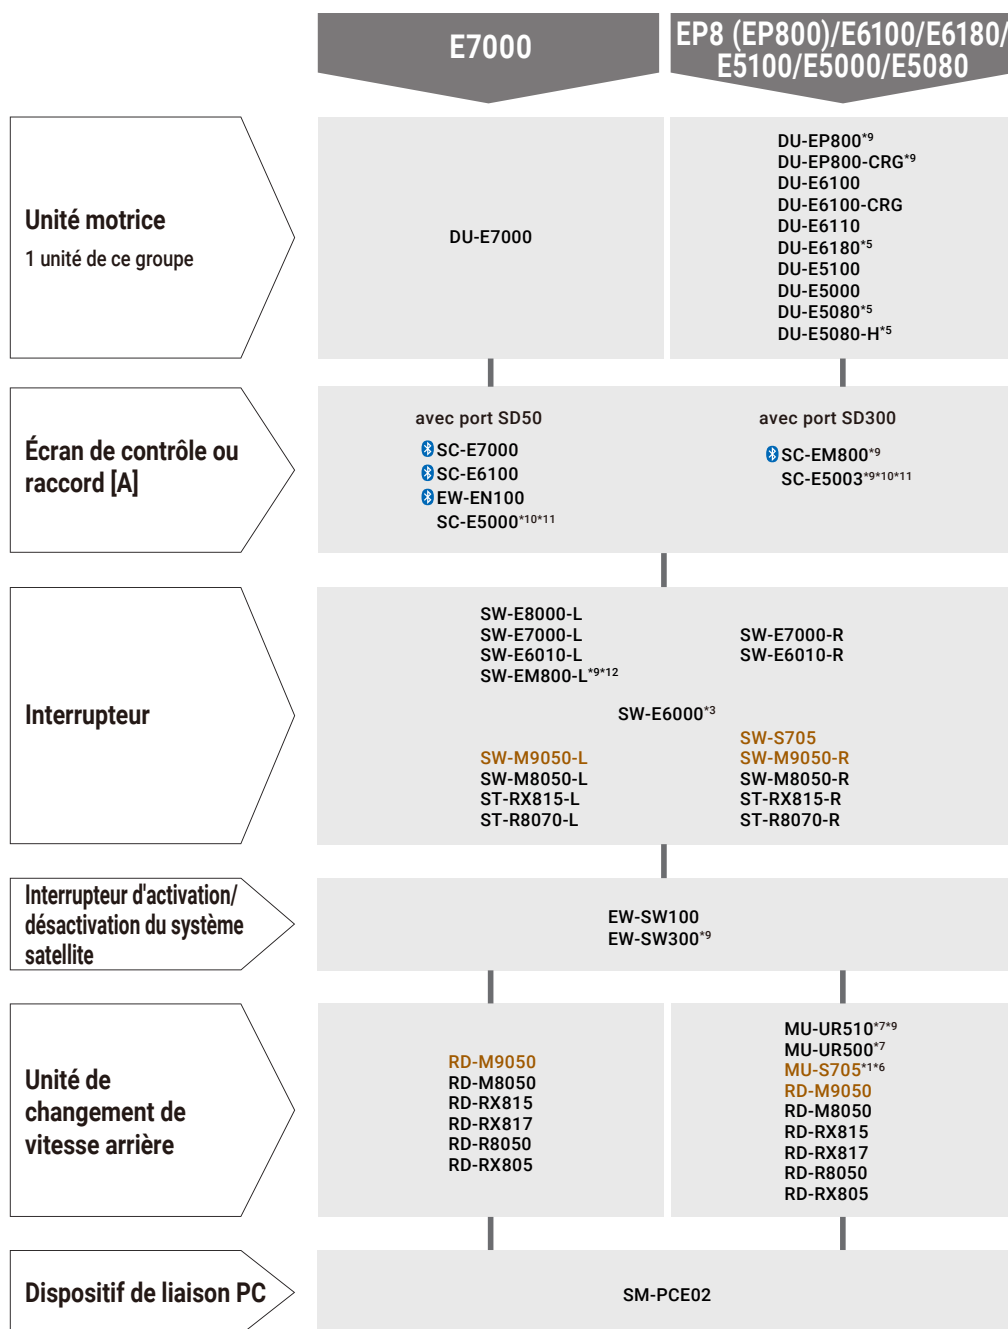 E7000
EP8 (EP800)/E6100/E6180/
E5100/E5000/E5080
Unité motrice
1 unité de ce groupe
DU-E7000
DU-EP800*9
DU-EP800-CRG*9
DU-E6100
DU-E6100-CRG
DU-E6110
DU-E6180*5
DU-E5100
DU-E5000
DU-E5080*5
DU-E5080-H*5
Écran de contrôle ou
raccord [A]
avec port SD50
SC-E7000
SC-E6100
EW-EN100
SC-E5000*10*11
avec port SD300
SC-EM800*9
SC-E5003*9*10*11
Interrupteur
SW-E8000-L
SW-E7000-L
SW-E6010-L
SW-EM800-L*9*12
SW-E7000-R
SW-E6010-R
SW-E6000*3
SW-M9050-L
SW-M8050-L
ST-RX815-L
ST-R8070-L
SW-S705
SW-M9050-R
SW-M8050-R
ST-RX815-R
ST-R8070-R
Interrupteur d'activation/
désactivation du système
satellite
EW-SW100
EW-SW300*9
Unité de
changement de
vitesse arrière
RD-M9050
RD-M8050
RD-RX815
RD-RX817
RD-R8050
RD-RX805
MU-UR510*7*9
MU-UR500*7
MU-S705*1*6
RD-M9050
RD-M8050
RD-RX815
RD-RX817
RD-R8050
RD-RX805
Dispositif de liaison PC
SM-PCE02